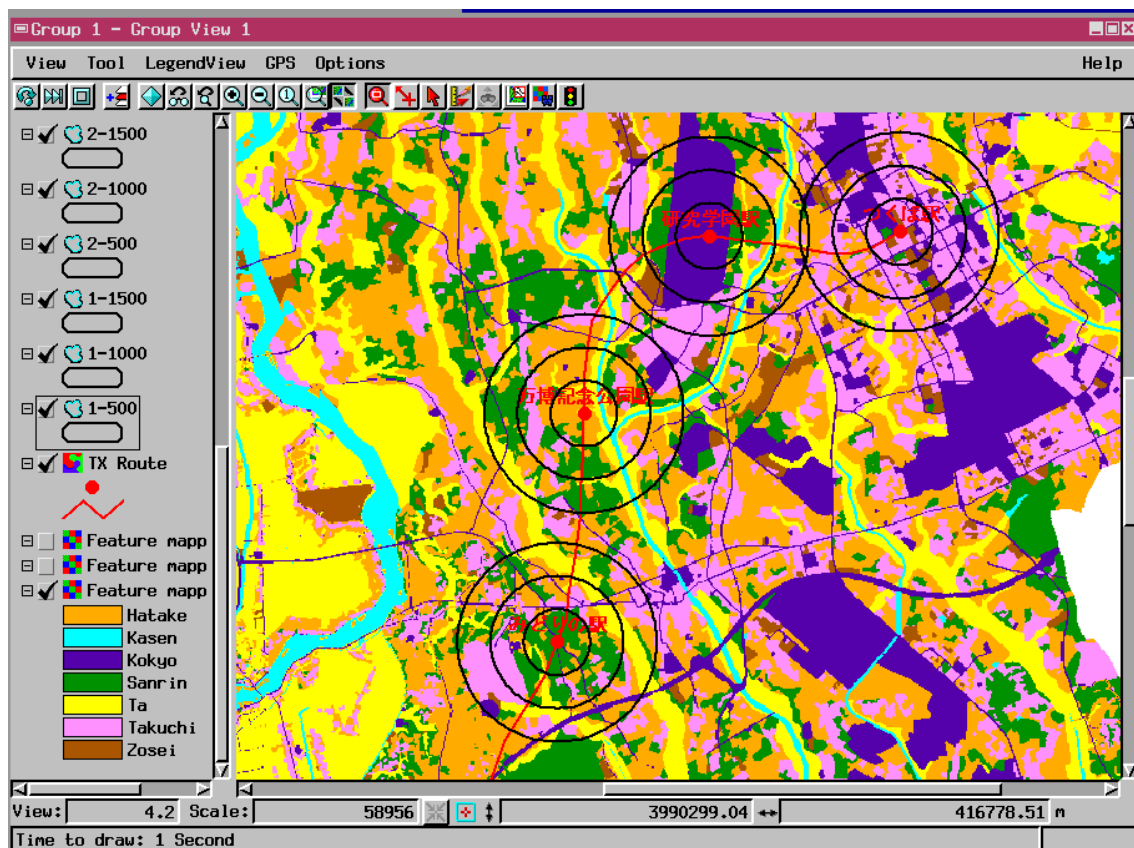 Group 1 - Group View 1
View Tool LegendView GPS Options Help
2-1500
2-1000
2-500
1-1500
1-1000
1-500
TX Route
Feature mapp
Feature mapp
Feature mapp
Hatake
Kasen
Kokyo
Sanrin
Ta
Takuchi
Zosei
研究学園駅
つくば駅
万博記念公園駅
みどりの駅
View: 4.2 Scale: 58956 3990299.04 416778.51 m
Time to draw: 1 Second